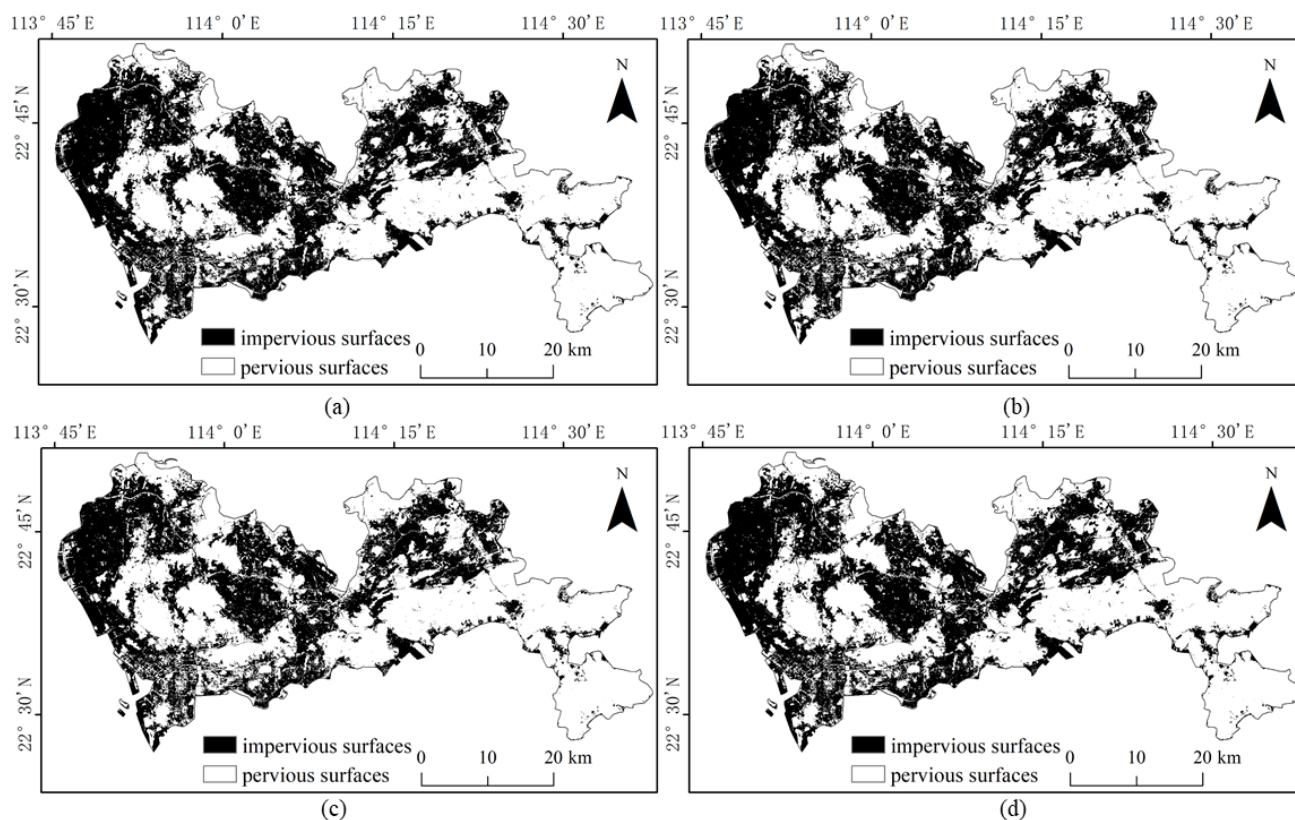 113° 45′ E 114° 0′ E 114° 15′ E 114° 30′ E
N
22° 45′ N
22° 30′ N
impervious surfaces
pervious surfaces
0 10 20 km
(a)
113° 45′ E 114° 0′ E 114° 15′ E 114° 30′ E
N
22° 45′ N
22° 30′ N
impervious surfaces
pervious surfaces
0 10 20 km
(b)
113° 45′ E 114° 0′ E 114° 15′ E 114° 30′ E
N
22° 45′ N
22° 30′ N
impervious surfaces
pervious surfaces
0 10 20 km
(c)
113° 45′ E 114° 0′ E 114° 15′ E 114° 30′ E
N
22° 45′ N
22° 30′ N
impervious surfaces
pervious surfaces
0 10 20 km
(d)